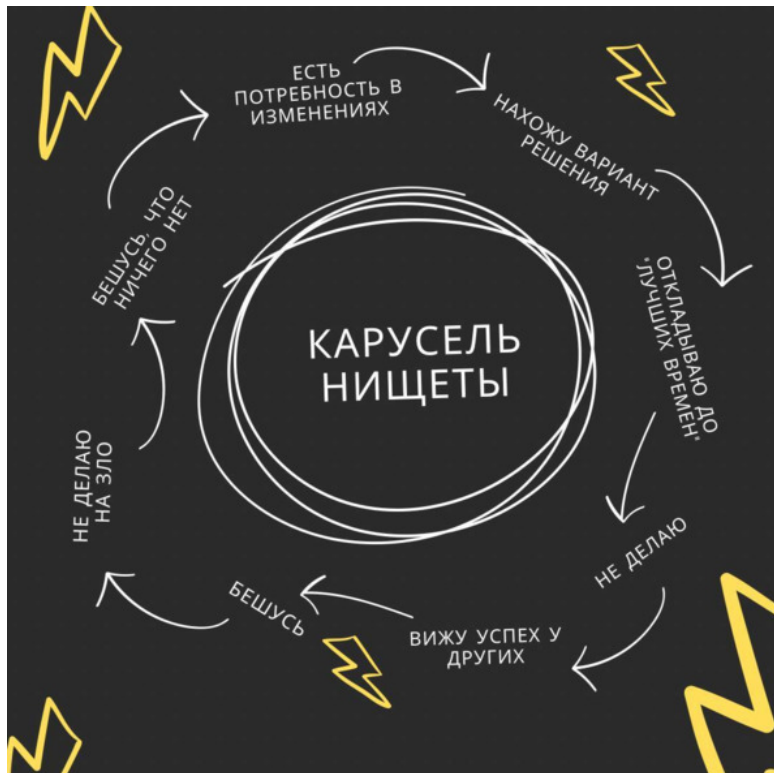 ЕСТЬ
ПОТРЕБНОСТЬ В
ИЗМЕНЕНИЯХ
НАХОЖУ ВАРИАНТ
РЕШЕНИЯ
ОТКЛАДЫВАЮ ДО
"ЛУЧШИХ ВРЕМЕН"
НЕ ДЕЛАЮ
ВИЖУ УСПЕХ У
ДРУГИХ
БЕШУСЬ
НЕ ДЕЛАЮ
НА ЗЛО
БЕШУСЬ, ЧТО
НИЧЕГО НЕТ
КАРУСЕЛЬ
НИЩЕТЫ